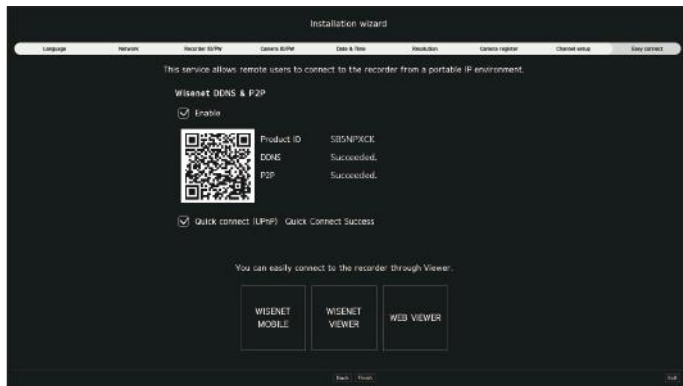 Installation wizard
Language Network Recorder ID/PW Camera ID/PW Date & Time Resolution Camera register Channel setup Easy connect
This service allows remote users to connect to the recorder from a portable IP environment.
Wisenet DDNS & P2P
Enable
Product ID
DDNS Succeeded.
P2P Succeeded.
Quick connect (UPnP) Quick Connect Success
You can easily connect to the recorder through Viewer.
WISENET MOBILE
WISENET VIEWER
WEB VIEWER
Back Finish Exit